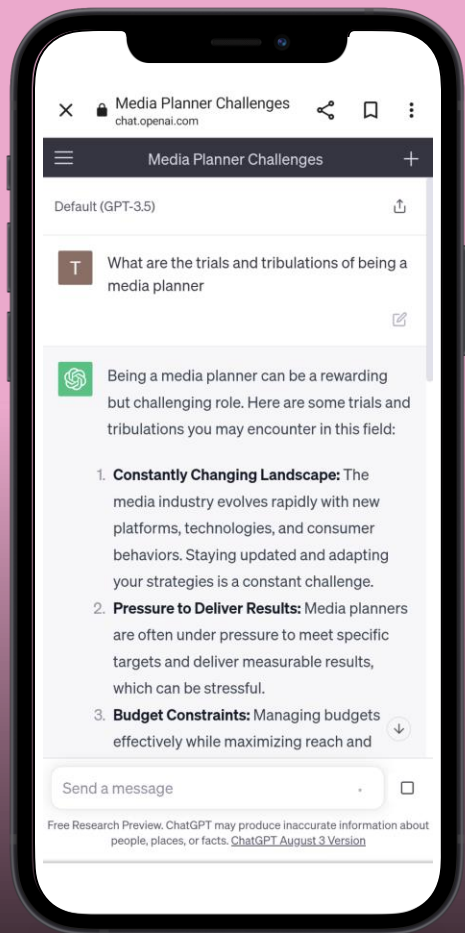 Media Planner Challenges
chat.openai.com
Media Planner Challenges
Default (GPT-3.5)
T
What are the trials and tribulations of being a
media planner
Being a media planner can be a rewarding
but challenging role. Here are some trials and
tribulations you may encounter in this field:
1. Constantly Changing Landscape: The
media industry evolves rapidly with new
platforms, technologies, and consumer
behaviors. Staying updated and adapting
your strategies is a constant challenge.
2. Pressure to Deliver Results: Media planners
are often under pressure to meet specific
targets and deliver measurable results,
which can be stressful.
3. Budget Constraints: Managing budgets
effectively while maximizing reach and
Send a message
Free Research Preview. ChatGPT may produce inaccurate information about
people, places, or facts. ChatGPT August 3 Version